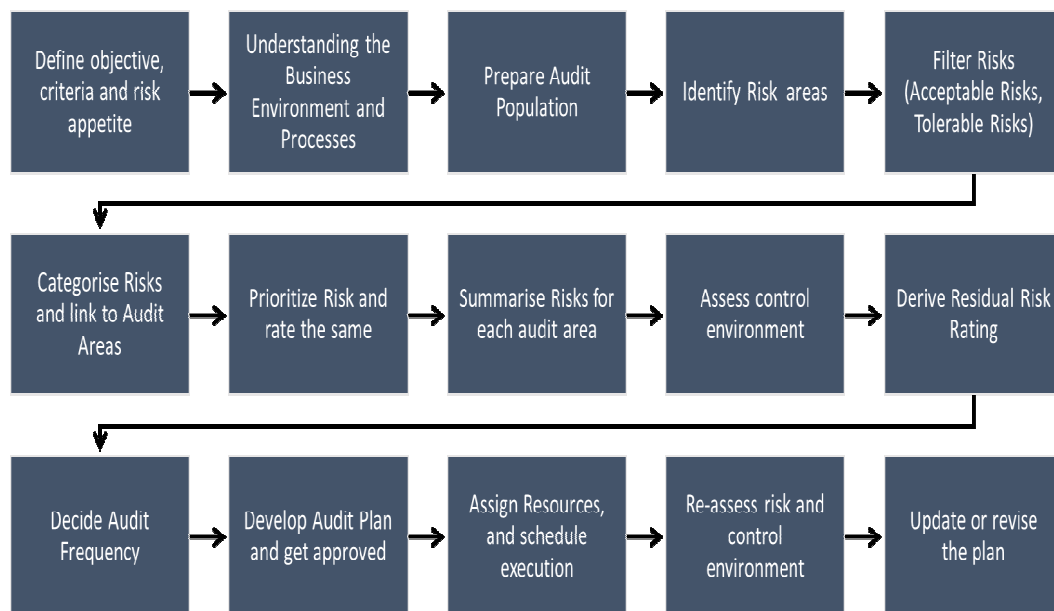 Define objective,
criteria and risk
appetite
Understanding the
Business
Environment and
Processes
Prepare Audit
Population
Identify Risk areas
Filter Risks
(Acceptable Risks,
Tolerable Risks)
Categorise Risks
and link to Audit
Areas
Prioritize Risk and
rate the same
Summarise Risks for
each audit area
Assess control
environment
Derive Residual Risk
Rating
Decide Audit
Frequency
Develop Audit Plan
and get approved
Assign Resources,
and schedule
execution
Re-assess risk and
control
environment
Update or revise
the plan